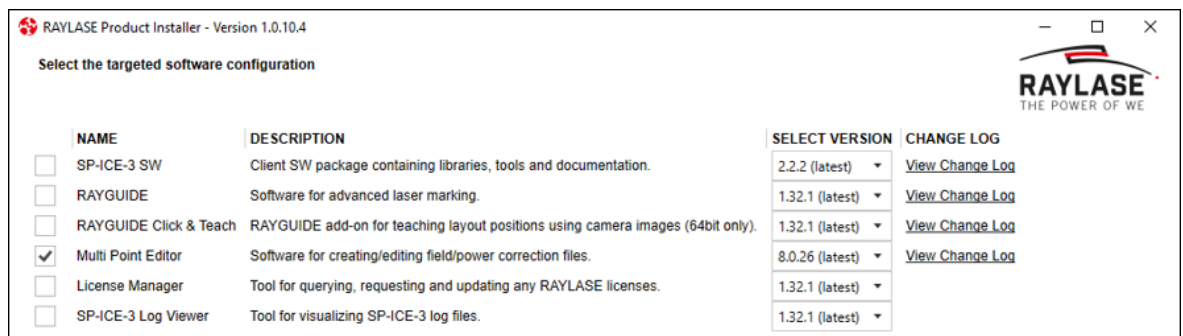 RAYLASE Product Installer - Version 1.0.10.4
Select the targeted software configuration
RAYLASE
THE POWER OF WE
NAME DESCRIPTION SELECT VERSION CHANGE LOG
SP-ICE-3 SW Client SW package containing libraries, tools and documentation. 2.2.2 (latest) View Change Log
RAYGUIDE Software for advanced laser marking. 1.32.1 (latest) View Change Log
RAYGUIDE Click & Teach RAYGUIDE add-on for teaching layout positions using camera images (64bit only). 1.32.1 (latest) View Change Log
Multi Point Editor Software for creating/editing field/power correction files. 8.0.26 (latest) View Change Log
License Manager Tool for querying, requesting and updating any RAYLASE licenses. 1.32.1 (latest)
SP-ICE-3 Log Viewer Tool for visualizing SP-ICE-3 log files. 1.32.1 (latest)